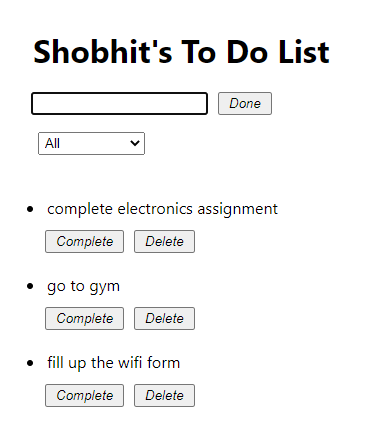 Shobhit's To Do List
Done
All
complete electronics assignment
Complete Delete
go to gym
Complete Delete
fill up the wifi form
Complete Delete